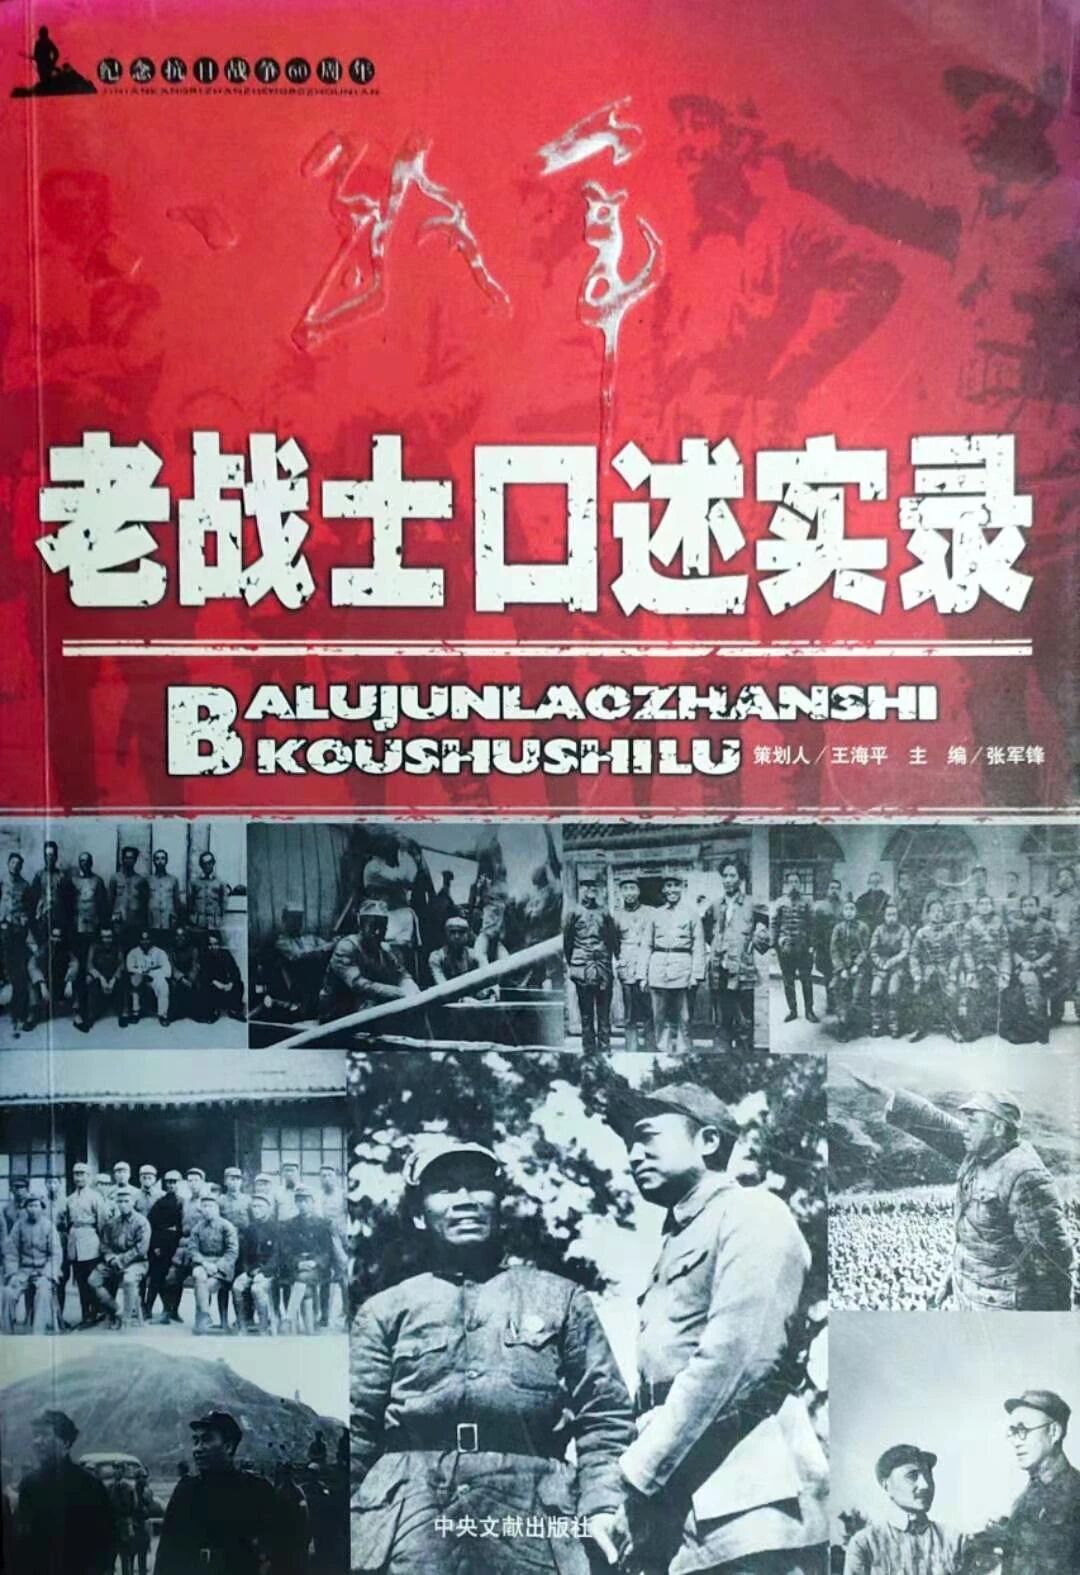 纪念抗日战争60周年
JINIANKANGRIZHANZHENG60ZHOUNIAN
八路军
老战士口述实录
BALUJUNLAOZHANSHI
KOUSHUSHILU
策划人／王海平 主 编／张军锋
中央文献出版社